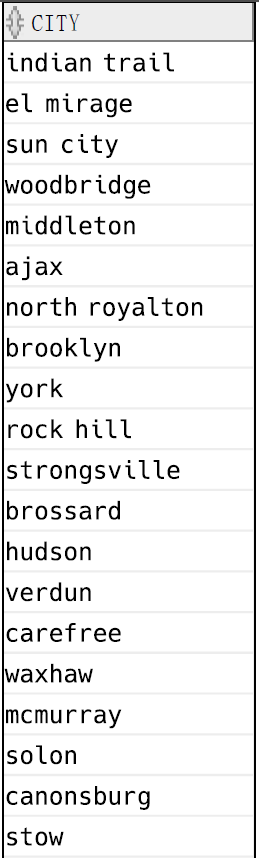 CITY
indian trail
el mirage
sun city
woodbridge
middleton
ajax
north royalton
brooklyn
york
rock hill
strongsville
brossard
hudson
verdun
carefree
waxhaw
mcmurray
solon
canonsburg
stow